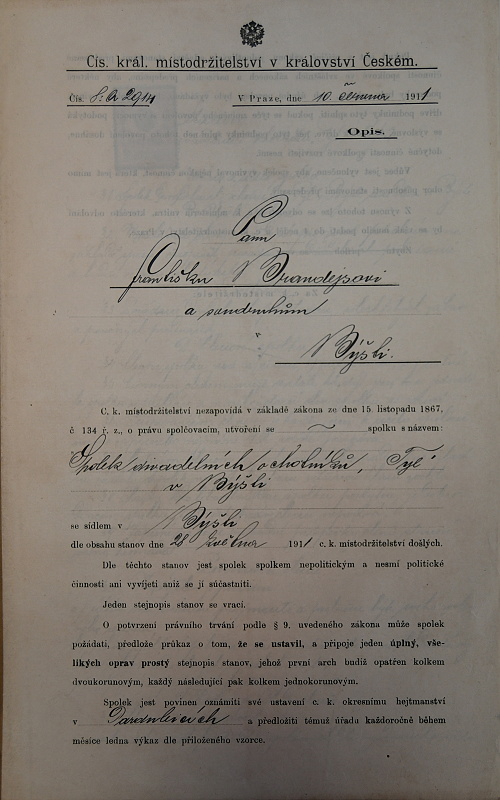 Cís. král. místodržitelství v království Českém.
Čís. 8: A 2914 V Praze, dne 10. června 1911
Opis.
Pann
Františku Brandejsovi
a soudruhům
Býšti.
C. k. místodržitelství nezapovídá v základě zákona ze dne 15. listopadu 1867,
č 134 ř. z., o právu spolčovacím, utvoření se spolku s názvem:
Spolek divadelních ochotníků, Tyl
v Býšti
se sídlem v Býšti
dle obsahu stanov dne 28 května 1911 c. k. místodržitelství došlých.
Dle těchto stanov jest spolek spolkem nepolitickým a nesmí politické
činnosti ani vyvíjeti aniž se jí súčastniti.
Jeden stejnopis stanov se vrací.
O potvrzení právního trvání podle § 9. uvedeného zákona může spolek
požádati, předlože průkaz o tom, že se ustavil, a připoje jeden úplný, vše-
likých oprav prostý stejnopis stanov, jehož první arch budiž opatřen kolkem
dvoukorunovým, každý následující pak kolkem jednokorunovým.
Spolek jest povinen oznámiti své ustavení c. k. okresnímu hejtmanství
v Pardubicích a předložiti témuž úřadu každoročně během
měsíce ledna výkaz dle přiloženého vzorce.